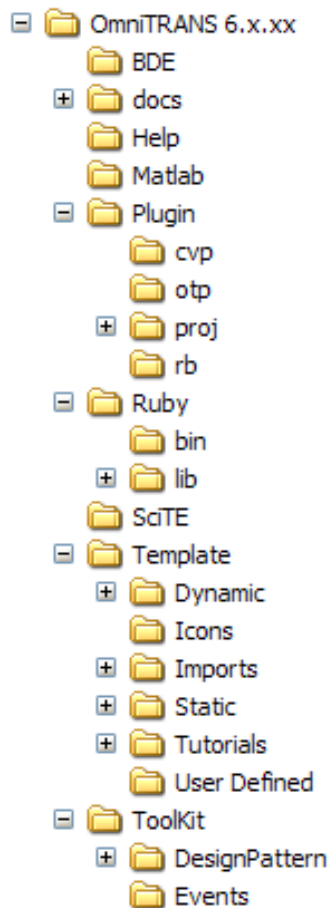 OmniTRANS 6.x.xx
BDE
docs
Help
Matlab
Plugin
cvp
otp
proj
rb
Ruby
bin
lib
SciTE
Template
Dynamic
Icons
Imports
Static
Tutorials
User Defined
ToolKit
DesignPattern
Events